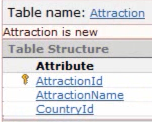 Table name: Attraction
Attraction is new
Table Structure
Attribute
AttractionId
AttractionName
CountryId